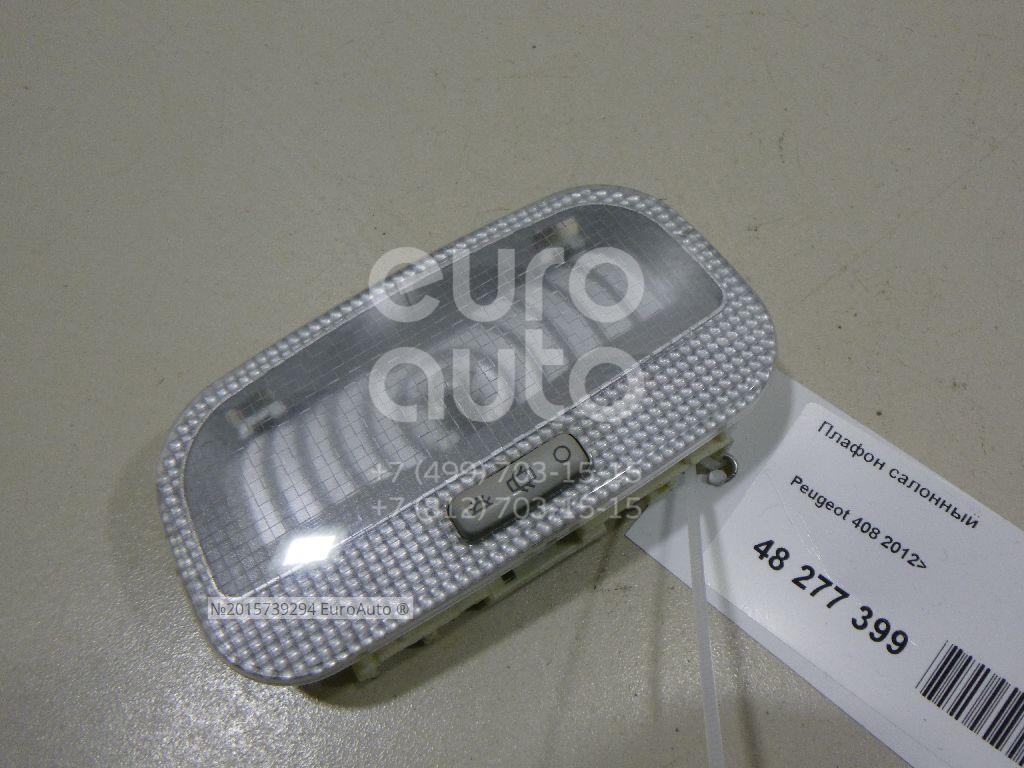 euro
auto
+7 (499) 703-15-15
+7 (812) 703-15-15
№2015739294 EuroAuto ®
Плафон салонный
Peugeot 408 2012>
48 277 399